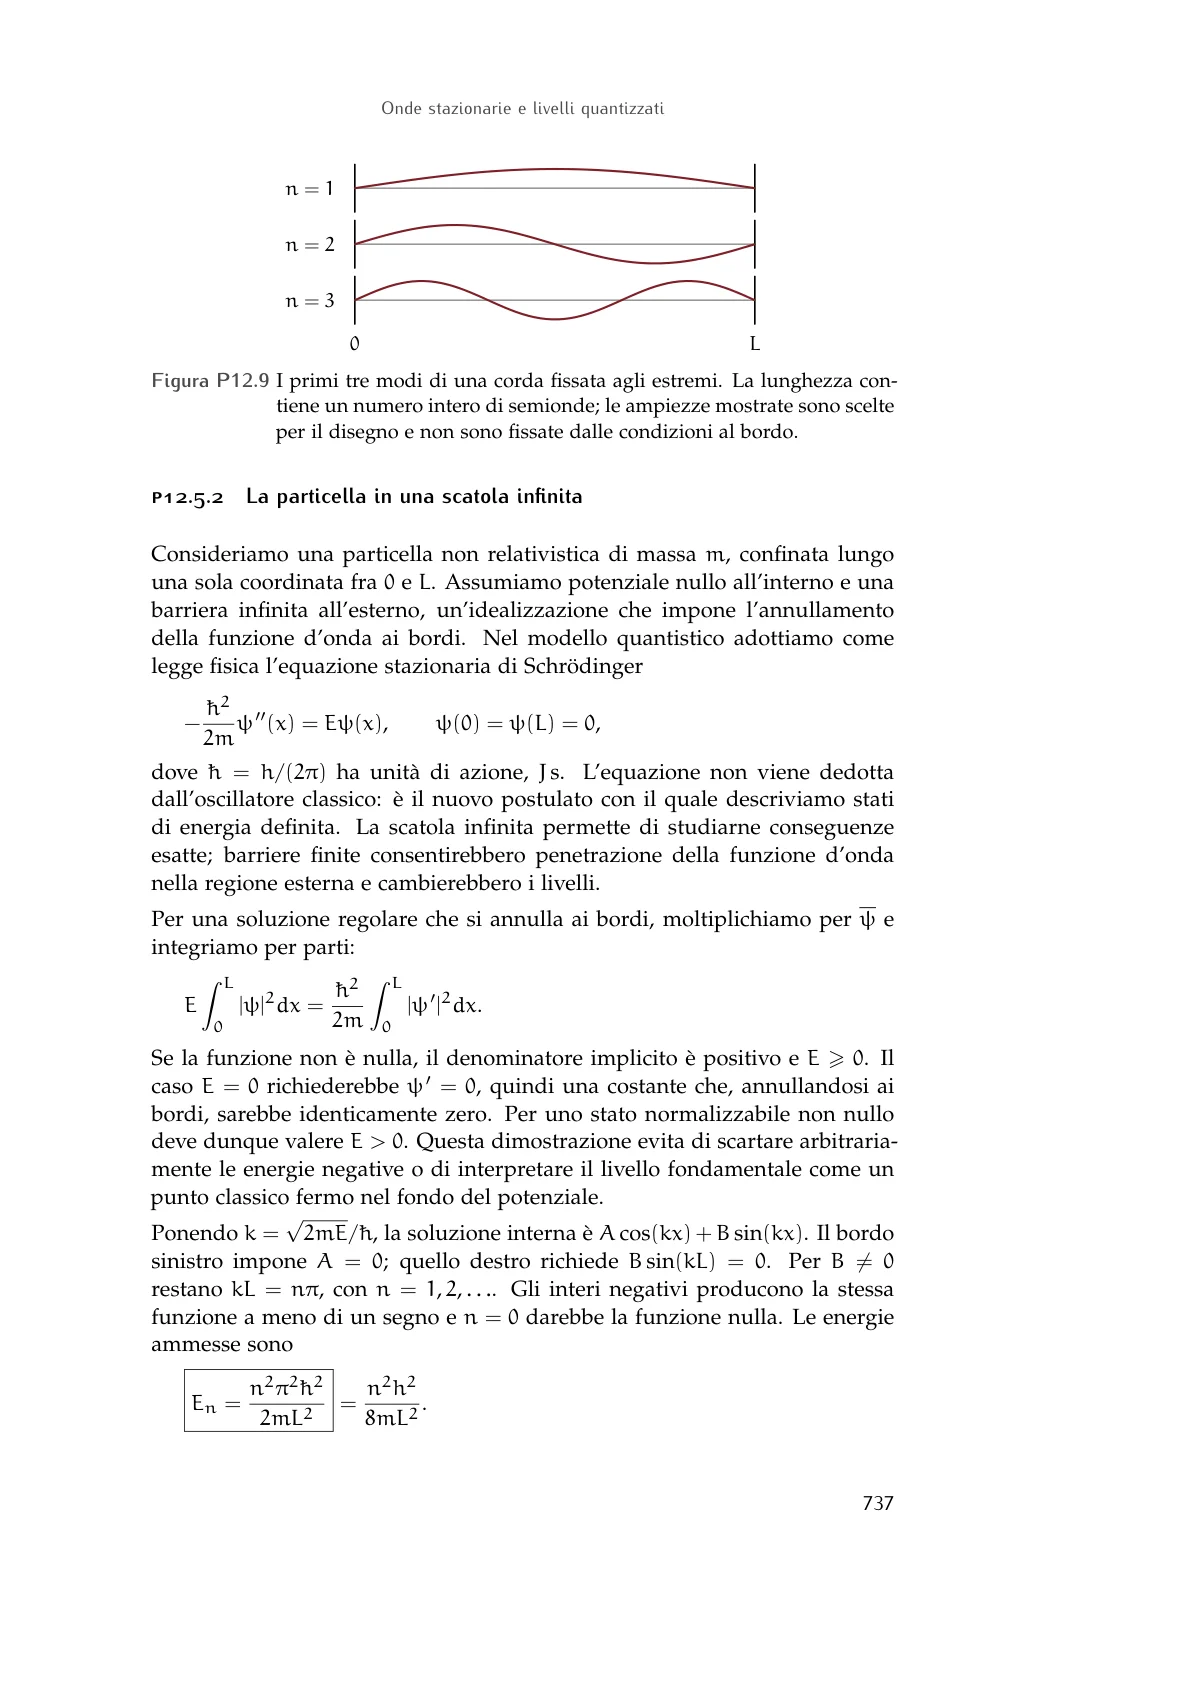 Onde stazionarie e livelli quantizzati
n = 1
n = 2
n = 3
0 L
Figura P12.9 I primi tre modi di una corda fissata agli estremi. La lunghezza con-
tiene un numero intero di semionde; le ampiezze mostrate sono scelte
per il disegno e non sono fissate dalle condizioni al bordo.
P12.5.2 La particella in una scatola infinita
Consideriamo una particella non relativistica di massa m, confinata lungo
una sola coordinata fra 0 e L. Assumiamo potenziale nullo all'interno e una
barriera infinita all'esterno, un'idealizzazione che impone l'annullamento
della funzione d'onda ai bordi. Nel modello quantistico adottiamo come
legge fisica l'equazione stazionaria di Schrödinger
−ħ²/2m ψ″(x) = Eψ(x), ψ(0) = ψ(L) = 0,
dove ħ = h/(2π) ha unità di azione, J s. L'equazione non viene dedotta
dall'oscillatore classico: è il nuovo postulato con il quale descriviamo stati
di energia definita. La scatola infinita permette di studiarne conseguenze
esatte; barriere finite consentirebbero penetrazione della funzione d'onda
nella regione esterna e cambierebbero i livelli.
Per una soluzione regolare che si annulla ai bordi, moltiplichiamo per ψ̅ e
integriamo per parti:
E ∫₀ᴸ |ψ|² dx = ħ²/2m ∫₀ᴸ |ψ′|² dx.
Se la funzione non è nulla, il denominatore implicito è positivo e E ⩾ 0. Il
caso E = 0 richiederebbe ψ′ = 0, quindi una costante che, annullandosi ai
bordi, sarebbe identicamente zero. Per uno stato normalizzabile non nullo
deve dunque valere E > 0. Questa dimostrazione evita di scartare arbitraria-
mente le energie negative o di interpretare il livello fondamentale come un
punto classico fermo nel fondo del potenziale.
Ponendo k = √2mE/ħ, la soluzione interna è A cos(kx) + B sin(kx). Il bordo
sinistro impone A = 0; quello destro richiede B sin(kL) = 0. Per B ≠ 0
restano kL = nπ, con n = 1, 2, . . .. Gli interi negativi producono la stessa
funzione a meno di un segno e n = 0 darebbe la funzione nulla. Le energie
ammesse sono
Eₙ = n²π²ħ²/2mL² = n²h²/8mL².
737